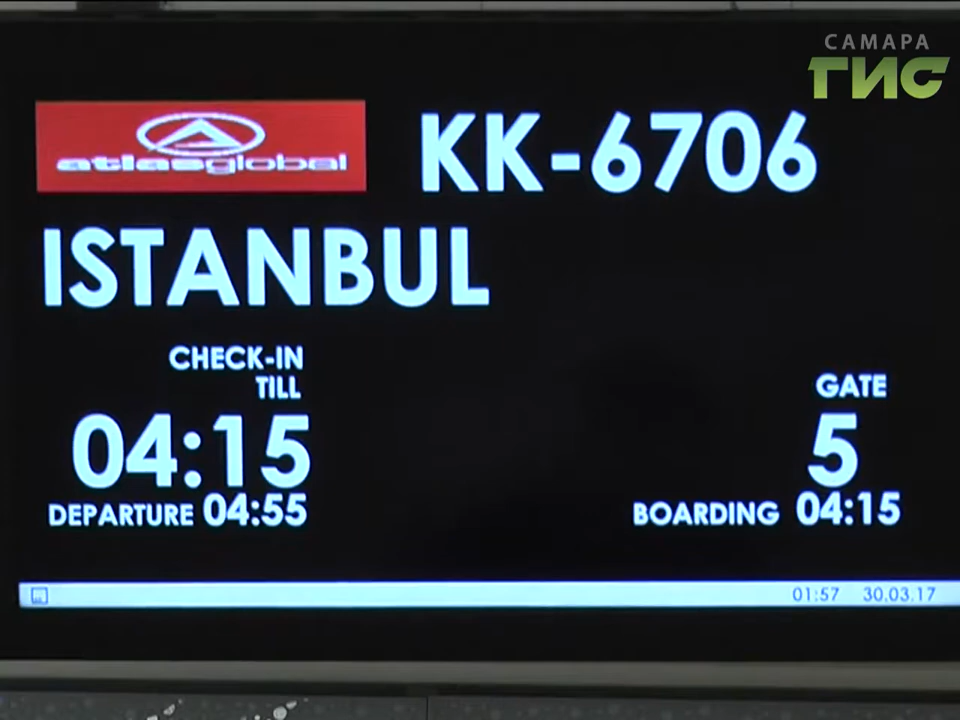 САМАРА
ГИС
atlasglobal
KK-6706
ISTANBUL
CHECK-IN
TILL
04:15
DEPARTURE 04:55
GATE
5
BOARDING 04:15
01:57 30.03.17